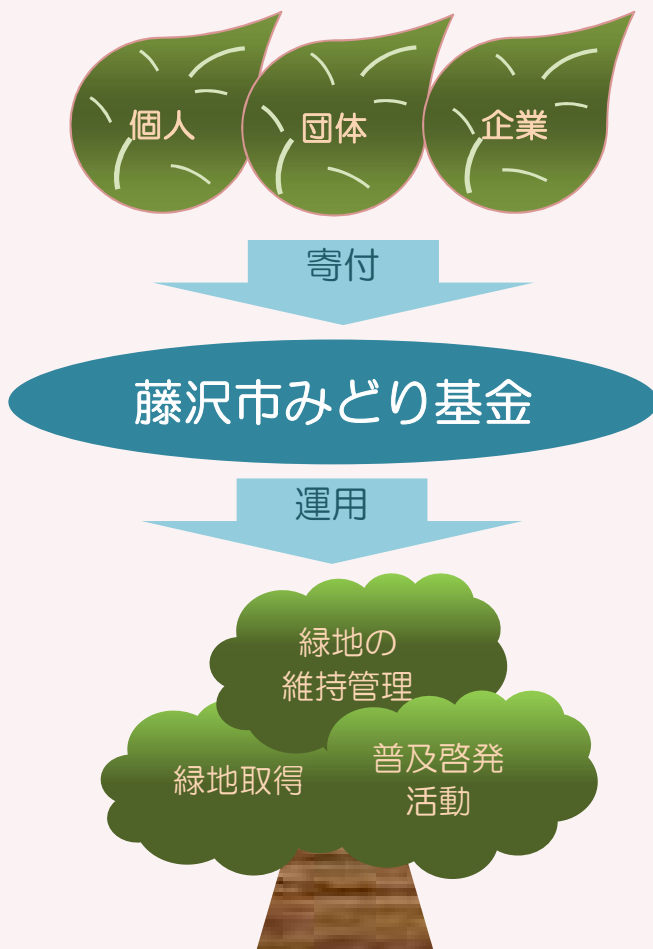 個人
団体
企業
寄付
藤沢市みどり基金
運用
緑地の
維持管理
緑地取得
普及啓発
活動